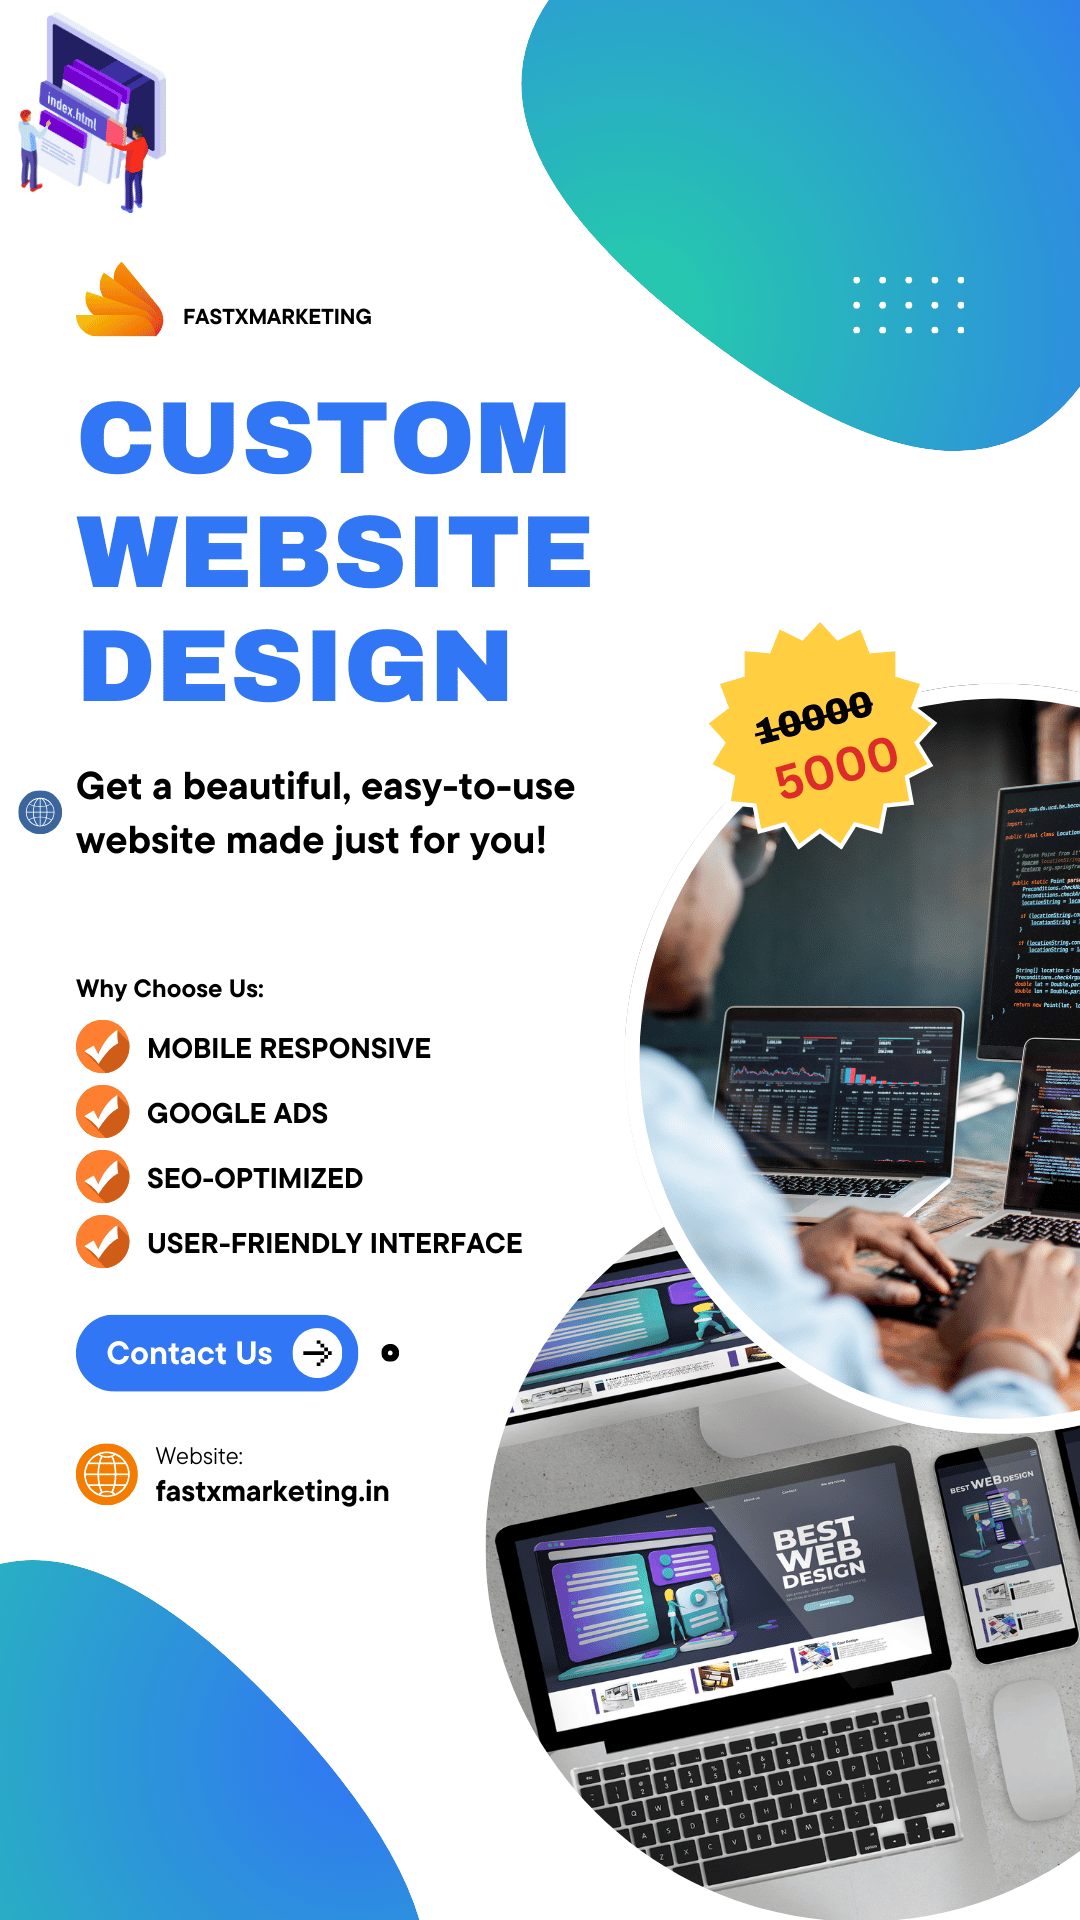 index.html
FASTXMARKETING
CUSTOM
WEBSITE
DESIGN
10000
5000
Get a beautiful, easy-to-use
website made just for you!
Why Choose Us:
MOBILE RESPONSIVE
GOOGLE ADS
SEO-OPTIMIZED
USER-FRIENDLY INTERFACE
Contact Us
Website:
fastxmarketing.in
BEST
WEB
DESIGN
BEST WEB DESIGN